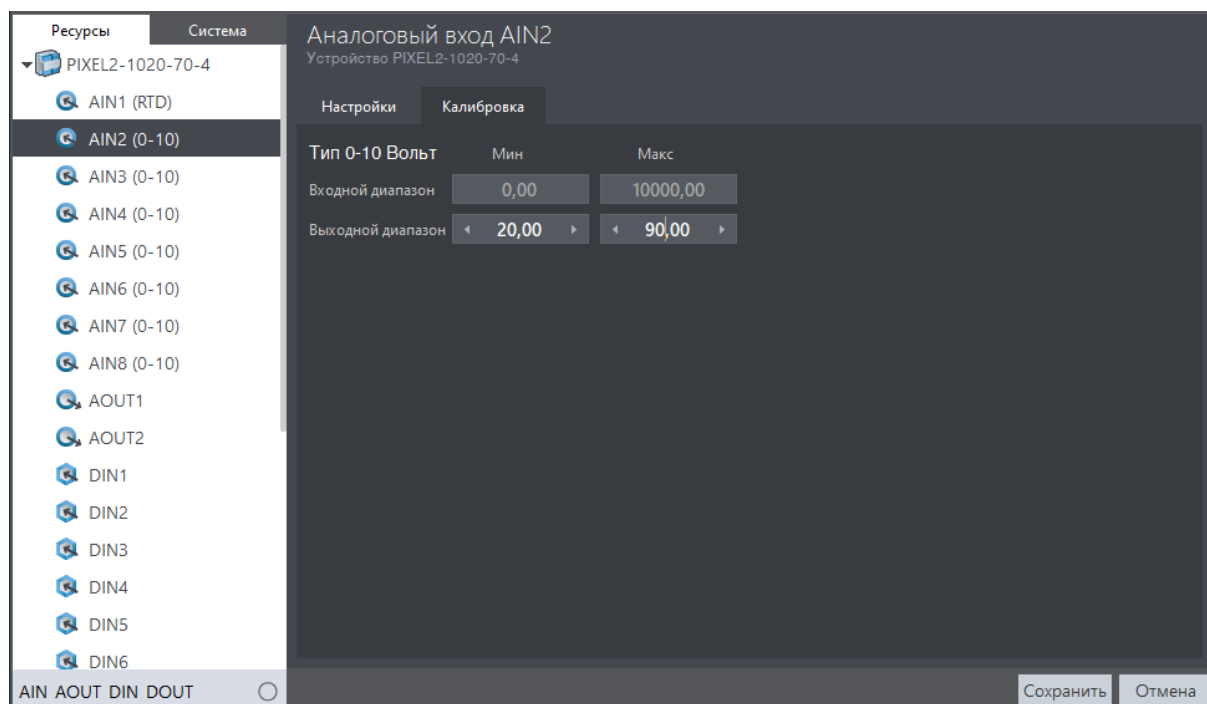 Ресурсы Система
PIXEL2-1020-70-4
AIN1 (RTD)
AIN2 (0-10)
AIN3 (0-10)
AIN4 (0-10)
AIN5 (0-10)
AIN6 (0-10)
AIN7 (0-10)
AIN8 (0-10)
AOUT1
AOUT2
DIN1
DIN2
DIN3
DIN4
DIN5
DIN6
AIN AOUT DIN DOUT
Аналоговый вход AIN2
Устройство PIXEL2-1020-70-4
Настройки Калибровка
Тип 0-10 Вольт Мин Макс
Входной диапазон 0,00 10000,00
Выходной диапазон 20,00 90,00
Сохранить Отмена